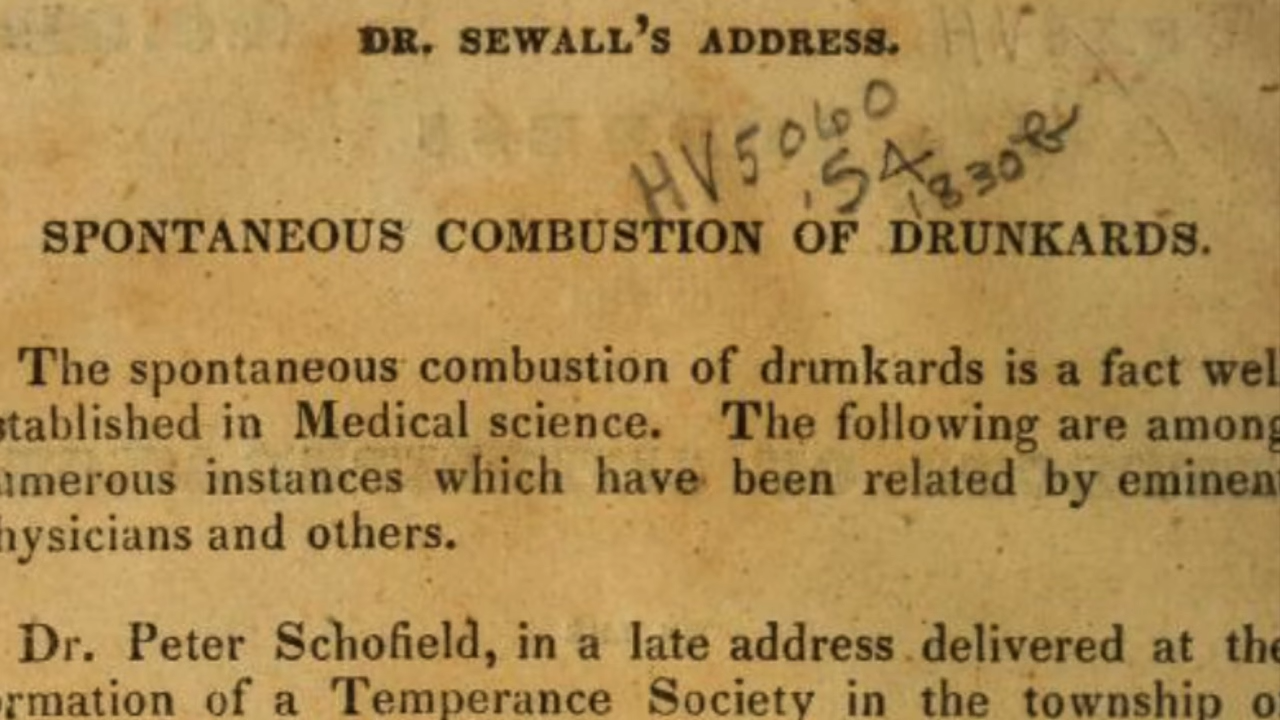 DR. SEWALL'S ADDRESS.
HV5060
.S4
1830
SPONTANEOUS COMBUSTION OF DRUNKARDS.
The spontaneous combustion of drunkards is a fact wel
stablished in Medical science. The following are among
umerous instances which have been related by eminen
hysicians and others.
Dr. Peter Schofield, in a late address delivered at the
ormation of a Temperance Society in the township o